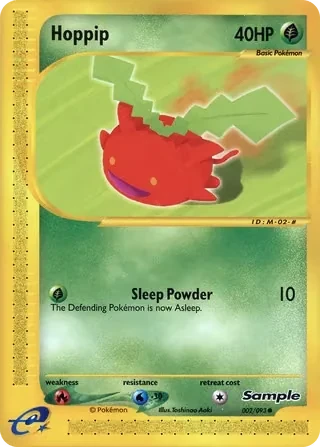 Hoppip 40HP
Basic Pokémon
ID: M-02-#
Sleep Powder 10
The Defending Pokémon is now Asleep.
weakness resistance retreat cost
-30
© Pokémon Illus. Toshinao Aoki 002/093 ●
Sample
e